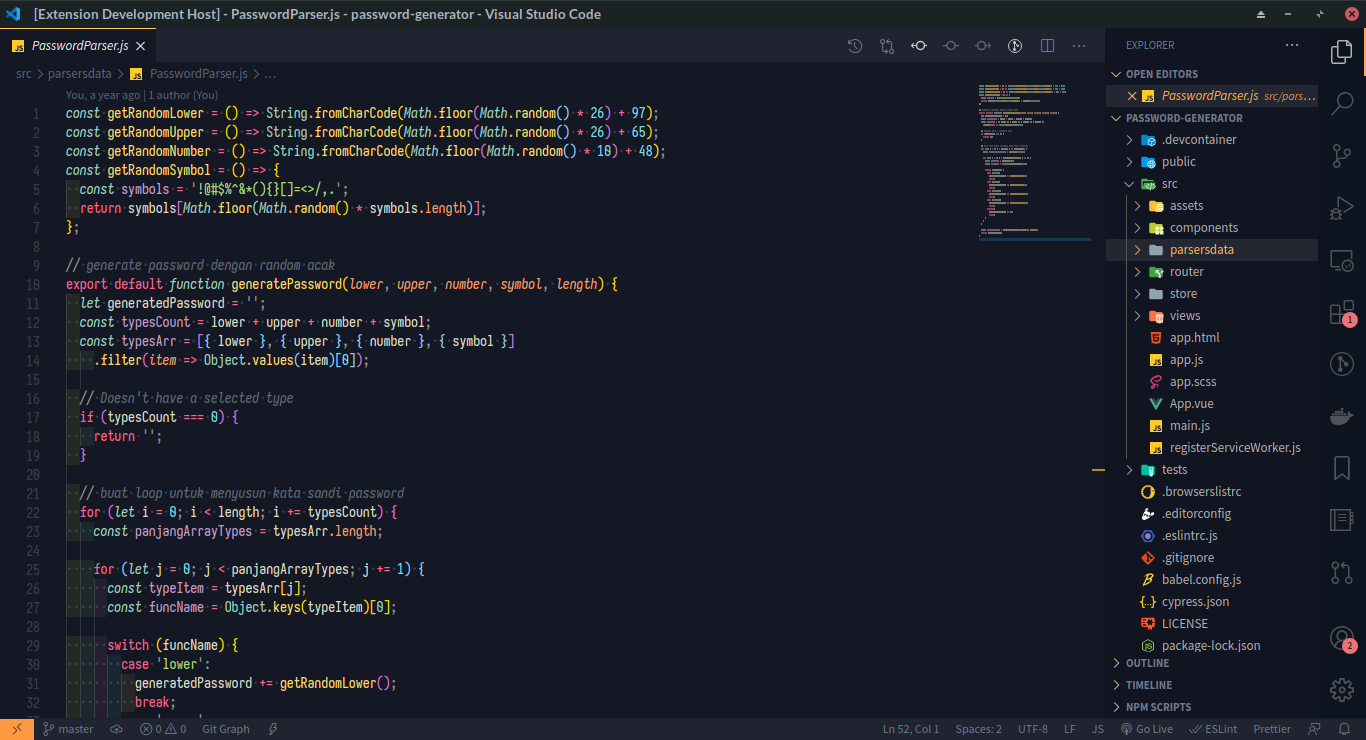 [Extension Development Host] - PasswordParser.js - password-generator - Visual Studio Code
JS PasswordParser.js
src > parsersdata > JS PasswordParser.js > ...
You, a year ago | 1 author (You)
1 const getRandomLower = () => String.fromCharCode(Math.floor(Math.random() * 26) + 97);
2 const getRandomUpper = () => String.fromCharCode(Math.floor(Math.random() * 26) + 65);
3 const getRandomNumber = () => String.fromCharCode(Math.floor(Math.random() * 10) + 48);
4 const getRandomSymbol = () => {
5 const symbols = '!@#$%^&*(){}[]=<>/,.';
6 return symbols[Math.floor(Math.random() * symbols.length)];
7 };
8
9 // generate password dengan random acak
10 export default function generatePassword(lower, upper, number, symbol, length) {
11 let generatedPassword = '';
12 const typesCount = lower + upper + number + symbol;
13 const typesArr = [{ lower }, { upper }, { number }, { symbol }]
14 .filter(item => Object.values(item)[0]);
15
16 // Doesn't have a selected type
17 if (typesCount === 0) {
18 return '';
19 }
20
21 // buat loop untuk menyusun kata sandi password
22 for (let i = 0; i < length; i += typesCount) {
23 const panjangArrayTypes = typesArr.length;
24
25 for (let j = 0; j < panjangArrayTypes; j += 1) {
26 const typeItem = typesArr[j];
27 const funcName = Object.keys(typeItem)[0];
28
29 switch (funcName) {
30 case 'lower':
31 generatedPassword += getRandomLower();
32 break;
EXPLORER
OPEN EDITORS
JS PasswordParser.js src/pars...
PASSWORD-GENERATOR
.devcontainer
public
src
assets
components
parsersdata
router
store
views
app.html
JS app.js
app.scss
App.vue
JS main.js
JS registerServiceWorker.js
tests
.browserslistrc
.editorconfig
.eslintrc.js
.gitignore
babel.config.js
cypress.json
LICENSE
package-lock.json
OUTLINE
TIMELINE
NPM SCRIPTS
1
2
master 0 0 Git Graph Ln 52, Col 1 Spaces: 2 UTF-8 LF JS Go Live ESLint Prettier